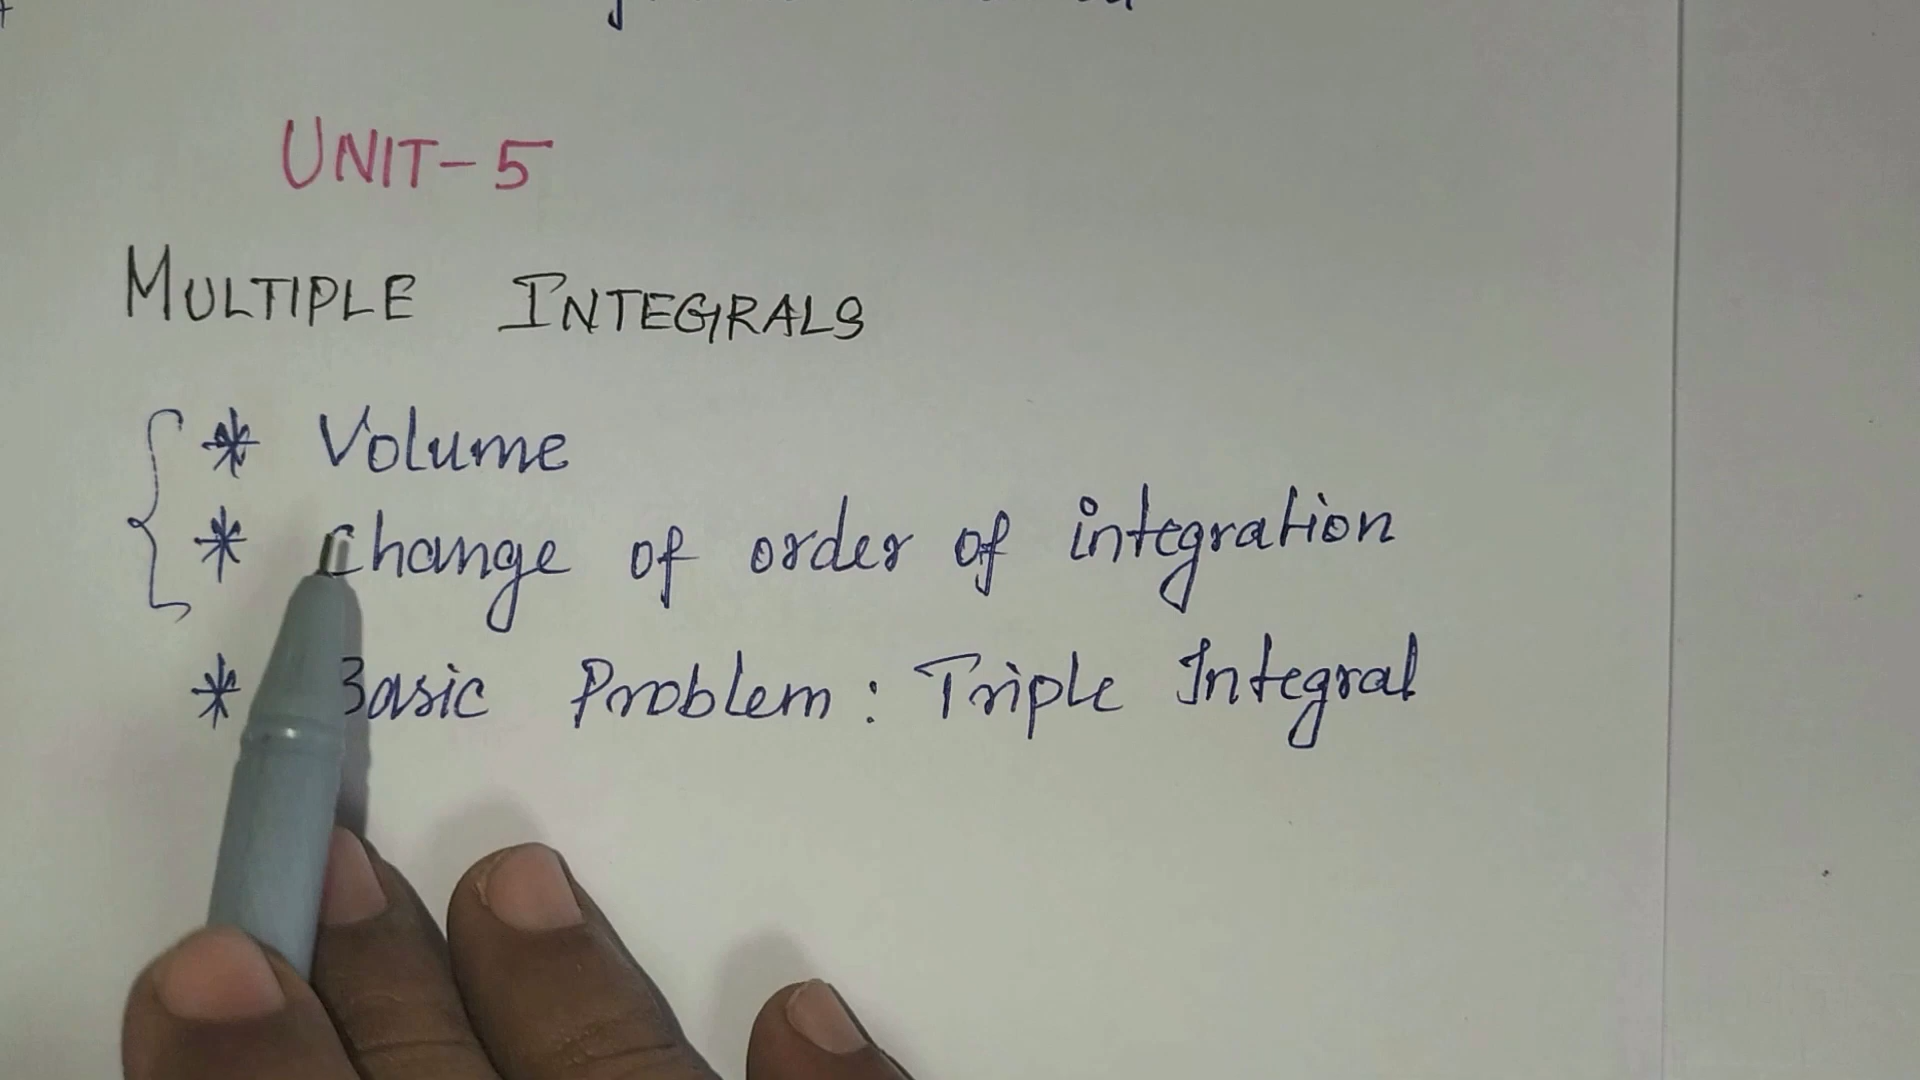 UNIT-5
MULTIPLE INTEGRALS
* Volume
* Change of order of integration
* Basic Problem: Triple Integral